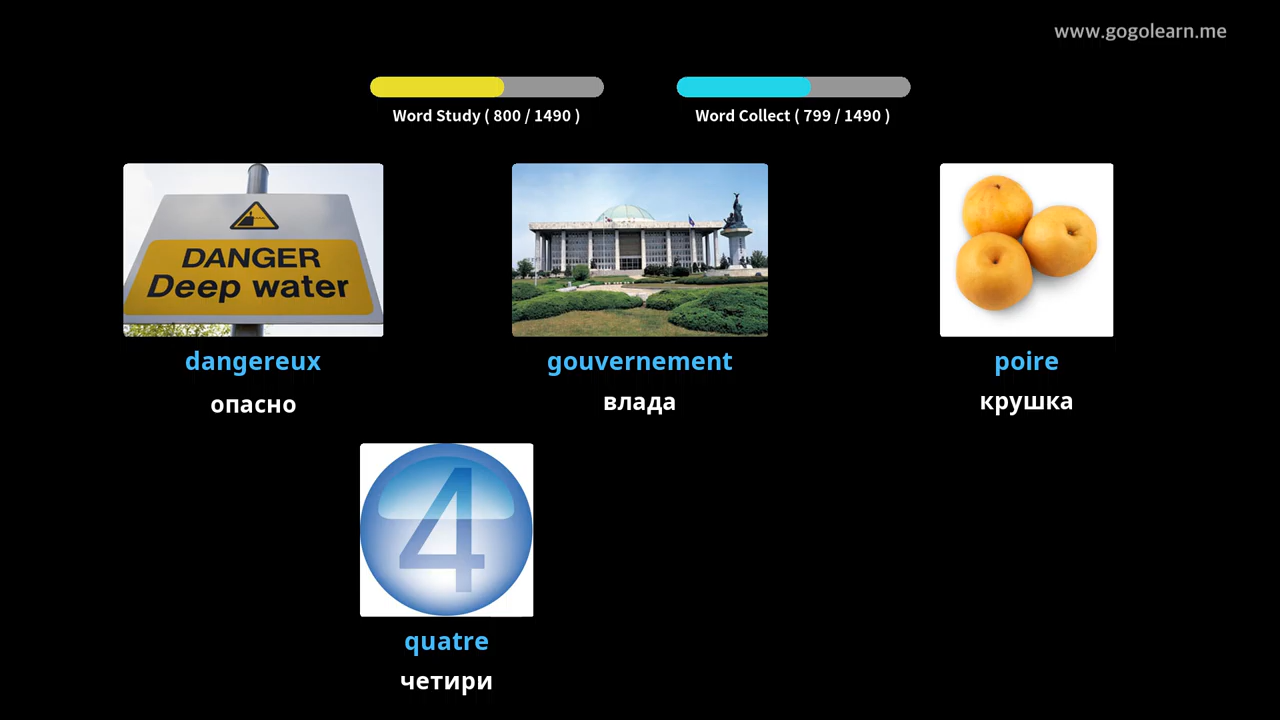 www.gogolearn.me
Word Study ( 800 / 1490 )
Word Collect ( 799 / 1490 )
DANGER
Deep water
dangereux
gouvernement
poire
опасно
влада
крушка
4
quatre
четири